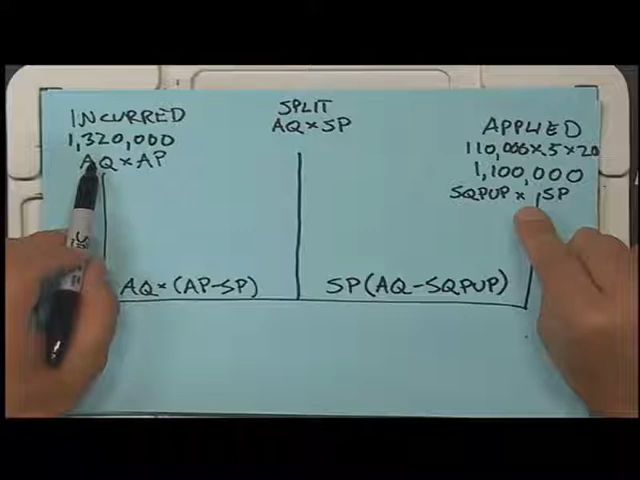 INCURRED
1,320,000
AQ×AP
SPLIT
AQ×SP
APPLIED
110,000×.5×20
1,100,000
SQPUP × SP
AQ×(AP-SP)
SP(AQ-SQPUP)